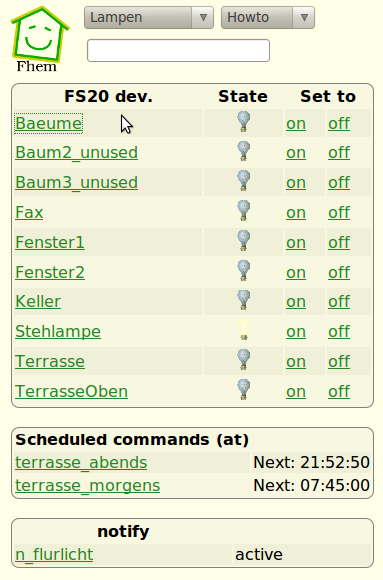 Fhem
Lampen Howto
FS20 dev. State Set to
Baeume on off
Baum2_unused on off
Baum3_unused on off
Fax on off
Fenster1 on off
Fenster2 on off
Keller on off
Stehlampe on off
Terrasse on off
TerrasseOben on off
Scheduled commands (at)
terrasse_abends Next: 21:52:50
terrasse_morgens Next: 07:45:00
notify
n_flurlicht active